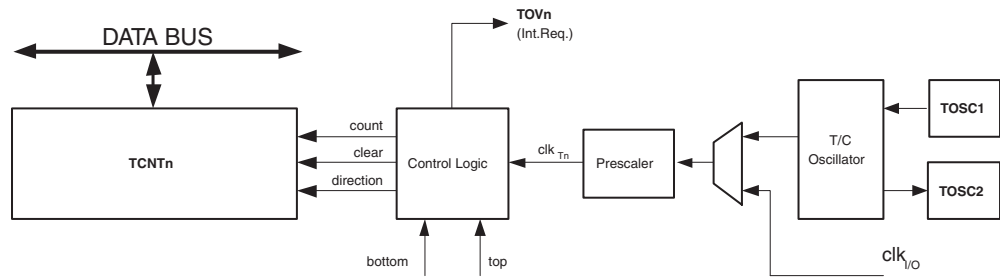 TOVn
(Int.Req.)
DATA BUS
TCNTn
count
clear
direction
Control Logic
clk Tn
Prescaler
T/C
Oscillator
TOSC1
TOSC2
bottom
top
clk I/O